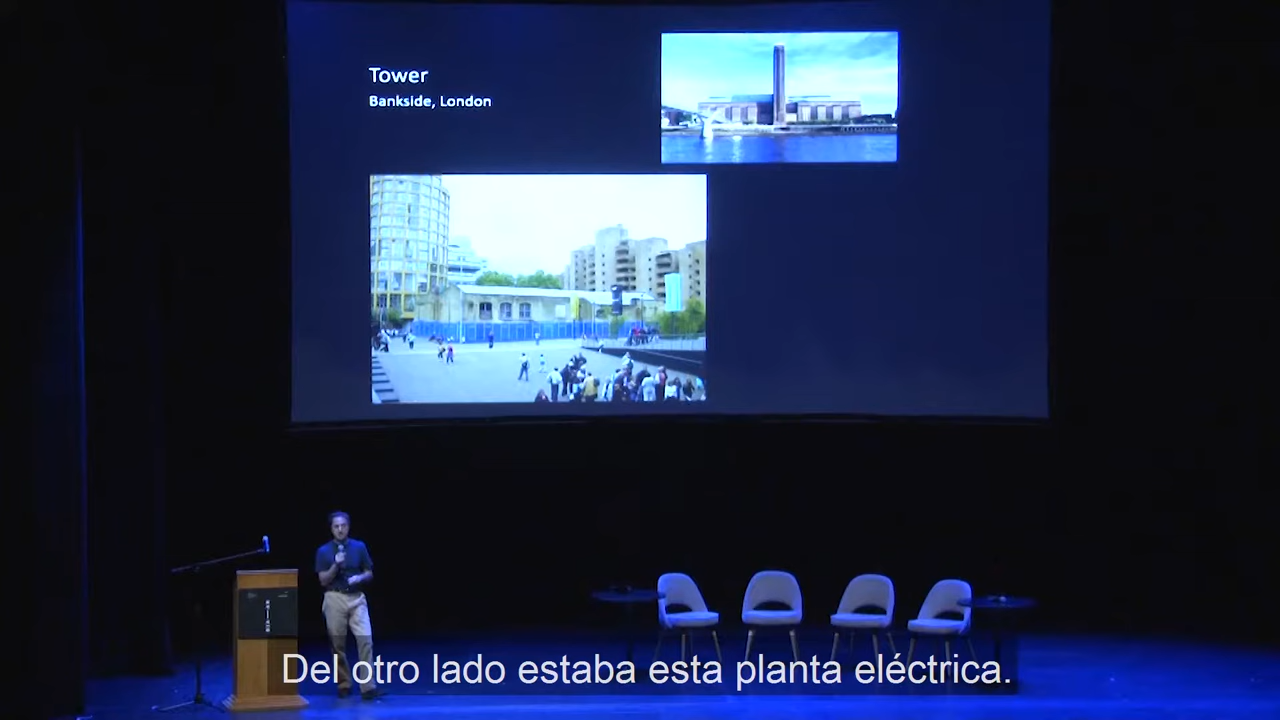 Tower
Bankside, London
Del otro lado estaba esta planta eléctrica.